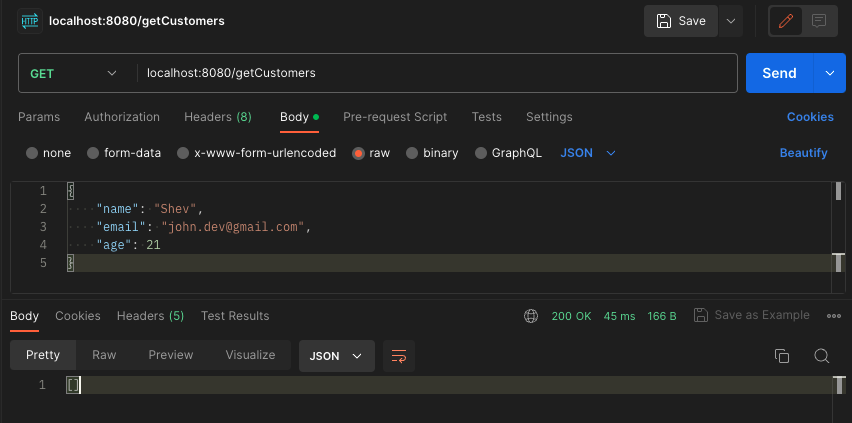 HTTP localhost:8080/getCustomers Save
GET localhost:8080/getCustomers Send
Params Authorization Headers (8) Body Pre-request Script Tests Settings Cookies
none form-data x-www-form-urlencoded raw binary GraphQL JSON Beautify
1 {
2 "name": "Shev",
3 "email": "john.dev@gmail.com",
4 "age": 21
5 }
Body Cookies Headers (5) Test Results 200 OK 45 ms 166 B Save as Example
Pretty Raw Preview Visualize JSON
1 []